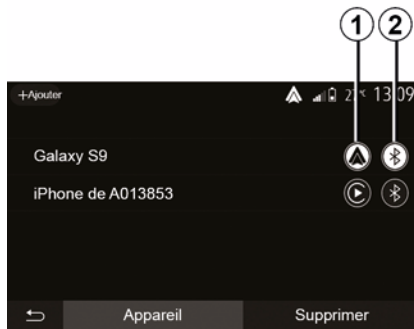 1 2
+Ajouter 13:09
Galaxy S9
iPhone de A013853
Appareil Supprimer